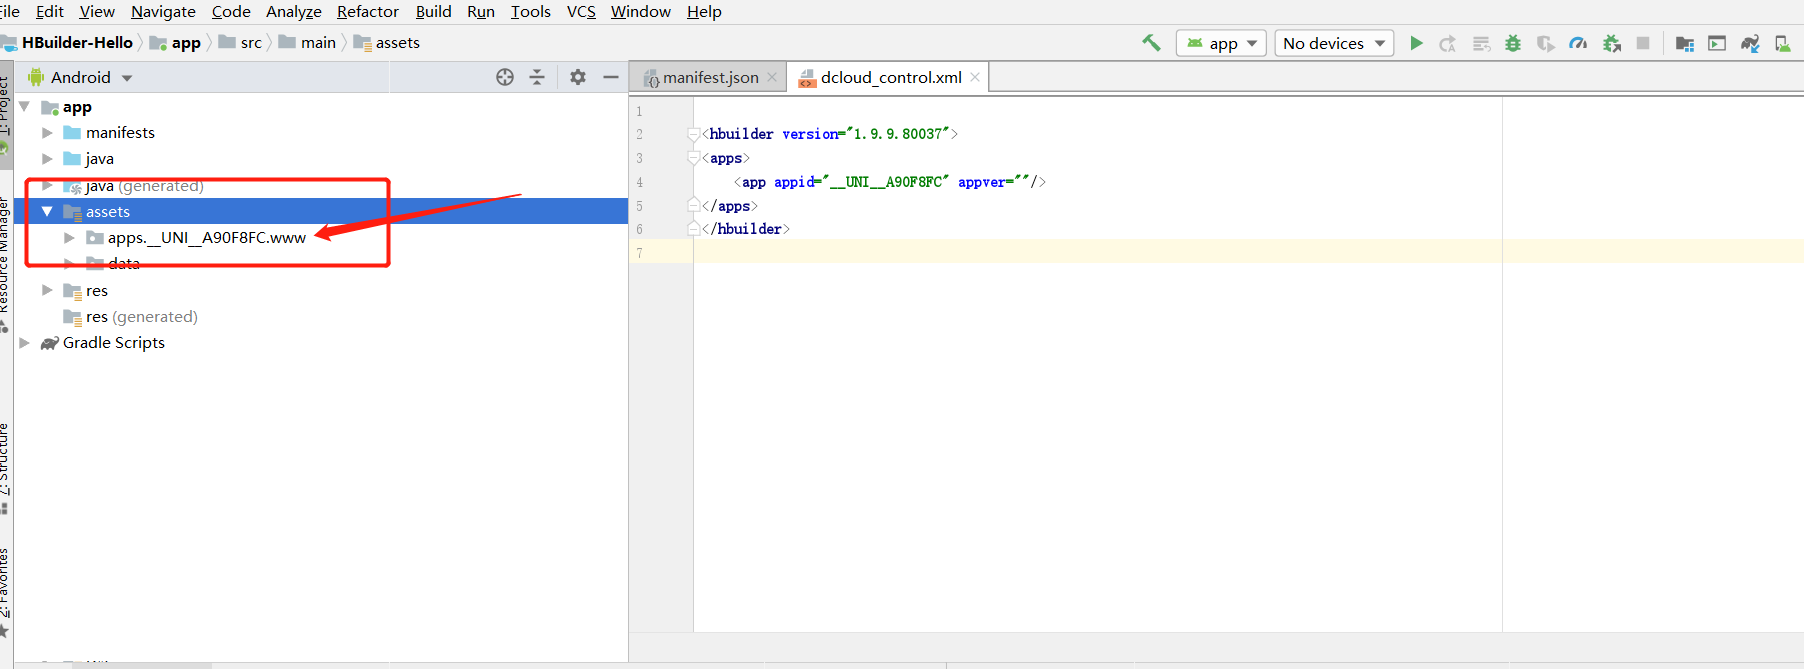 File Edit View Navigate Code Analyze Refactor Build Run Tools VCS Window Help
HBuilder-Hello app src main assets app No devices
Android manifest.json dcloud_control.xml
1: Project
Resource Manager
7: Structure
2: Favorites
app
manifests
java
java (generated)
assets
apps.__UNI__A90F8FC.www
data
res
res (generated)
Gradle Scripts
1
2 <hbuilder version="1.9.9.80037">
3 <apps>
4 <app appid="__UNI__A90F8FC" appver=""/>
5 </apps>
6 </hbuilder>
7